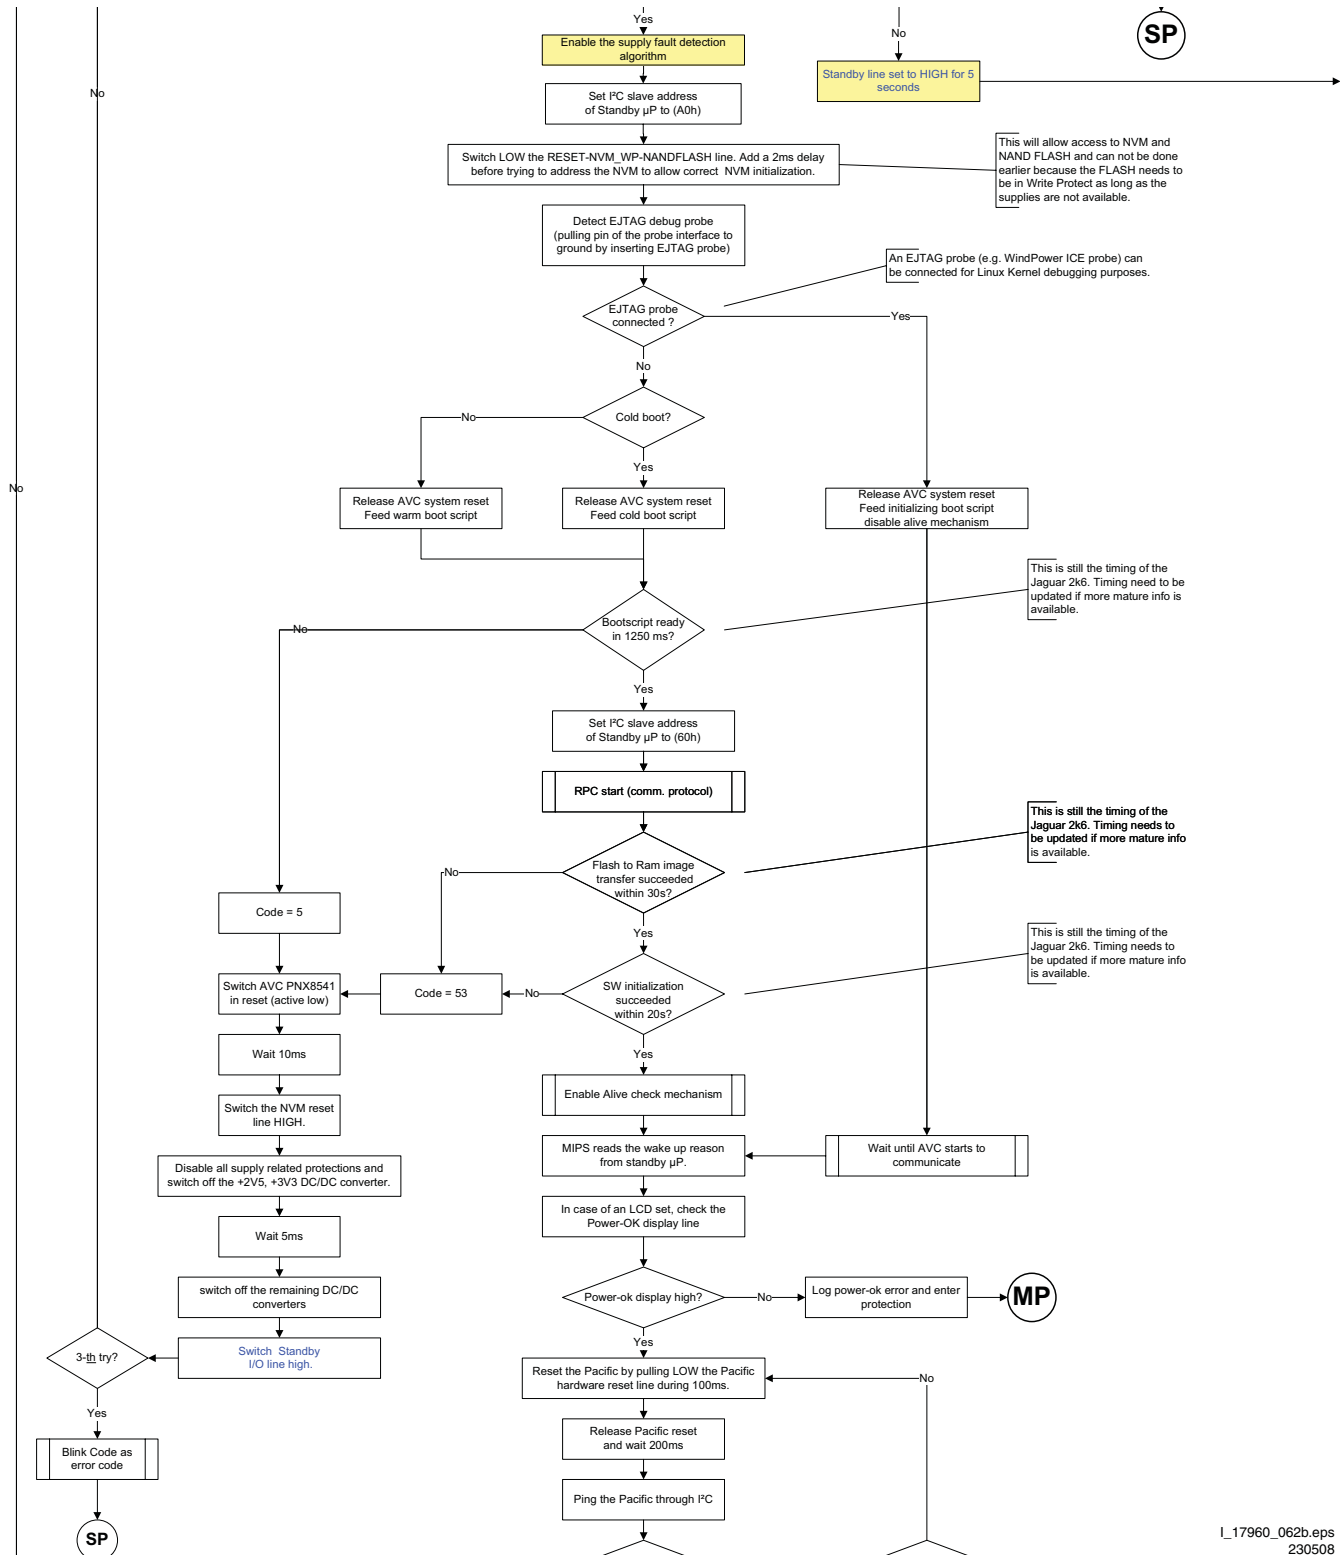 Yes
Enable the supply fault detection
algorithm
No
SP
Standby line set to HIGH for 5
seconds
No
Set I²C slave address
of Standby µP to (A0h)
Switch LOW the RESET-NVM_WP-NANDFLASH line. Add a 2ms delay
before trying to address the NVM to allow correct NVM initialization.
This will allow access to NVM and
NAND FLASH and can not be done
earlier because the FLASH needs to
be in Write Protect as long as the
supplies are not available.
Detect EJTAG debug probe
(pulling pin of the probe interface to
ground by inserting EJTAG probe)
An EJTAG probe (e.g. WindPower ICE probe) can
be connected for Linux Kernel debugging purposes.
EJTAG probe
connected ?
Yes
No
Cold boot?
No
Yes
No
Release AVC system reset
Feed warm boot script
Release AVC system reset
Feed cold boot script
Release AVC system reset
Feed initializing boot script
disable alive mechanism
This is still the timing of the
Jaguar 2k6. Timing need to be
updated if more mature info is
available.
Bootscript ready
in 1250 ms?
No
Yes
Set I²C slave address
of Standby µP to (60h)
RPC start (comm. protocol)
This is still the timing of the
Jaguar 2k6. Timing needs to
be updated if more mature info
is available.
Flash to Ram image
transfer succeeded
within 30s?
No
Yes
Code = 5
This is still the timing of the
Jaguar 2k6. Timing needs to
be updated if more mature info
is available.
Switch AVC PNX8541
in reset (active low)
Code = 53
No
SW initialization
succeeded
within 20s?
Yes
Wait 10ms
Enable Alive check mechanism
Switch the NVM reset
line HIGH.
MIPS reads the wake up reason
from standby µP.
Wait until AVC starts to
communicate
Disable all supply related protections and
switch off the +2V5, +3V3 DC/DC converter.
In case of an LCD set, check the
Power-OK display line
Wait 5ms
switch off the remaining DC/DC
converters
Power-ok display high?
No
Log power-ok error and enter
protection
MP
Yes
3-th try?
Switch Standby
I/O line high.
Reset the Pacific by pulling LOW the Pacific
hardware reset line during 100ms.
No
Yes
Release Pacific reset
and wait 200ms
Blink Code as
error code
Ping the Pacific through I²C
SP
I_17960_062b.eps
230508